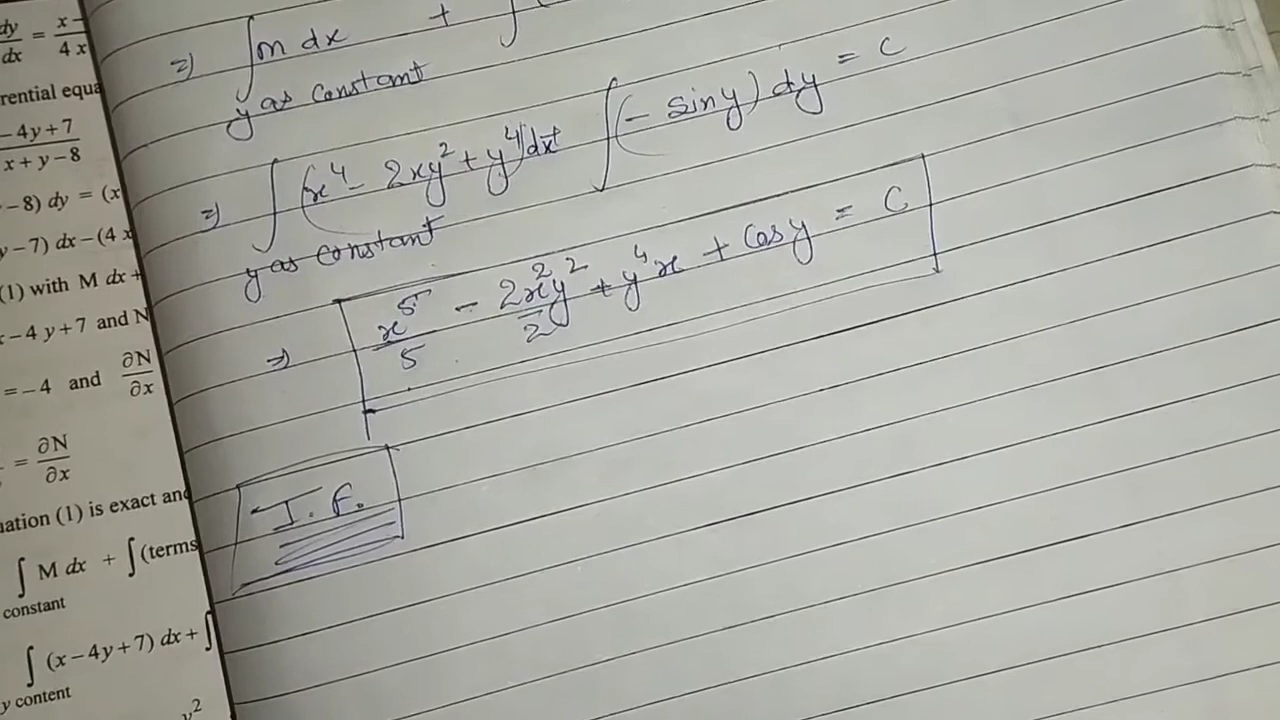 dy/dx = x-/4x
rential equa
-4y+7/x+y-8
-8) dy = (x
y-7) dx-(4x
(1) with M dx+
-4y+7 and N
=-4 and ∂N/∂x
= ∂N/∂x
uation (1) is exact and
∫ M dx + ∫(terms
constant
∫ (x-4y+7) dx+∫
y content
y²
⇒) ∫m dx + ∫
y as constant
⇒) ∫(x⁴- 2xy²+y⁴)dx+ ∫(- siny) dy = c
y as constant
⇒) x⁵/5 - 2x²y²/2 + y⁴x + cosy = c
I.F.